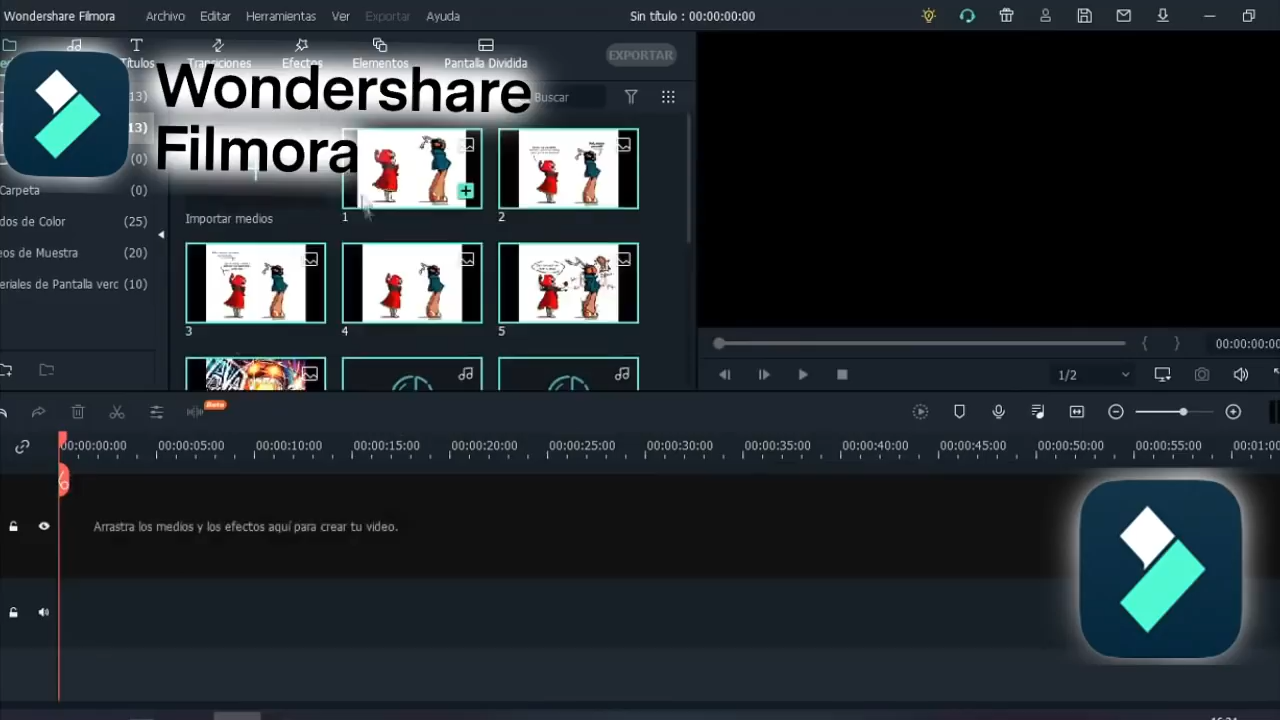 Wondershare Filmora
Archivo
Editar
Herramientas
Ver
Exportar
Ayuda
Sin título : 00:00:00:00
Títulos
Transiciones
Efectos
Elementos
Pantalla Dividida
EXPORTAR
Wondershare
Filmora
Buscar
13)
13)
(0)
Carpeta (0)
dos de Color (25)
eos de Muestra (20)
eriales de Pantalla verd (10)
Importar medios
1
2
3
4
5
00:00:00:00
1/2
Beta
00:00:00:00
00:00:05:00
00:00:10:00
00:00:15:00
00:00:20:00
00:00:25:00
00:00:30:00
00:00:35:00
00:00:40:00
00:00:45:00
00:00:50:00
00:00:55:00
00:01:00
Arrastra los medios y los efectos aquí para crear tu video.